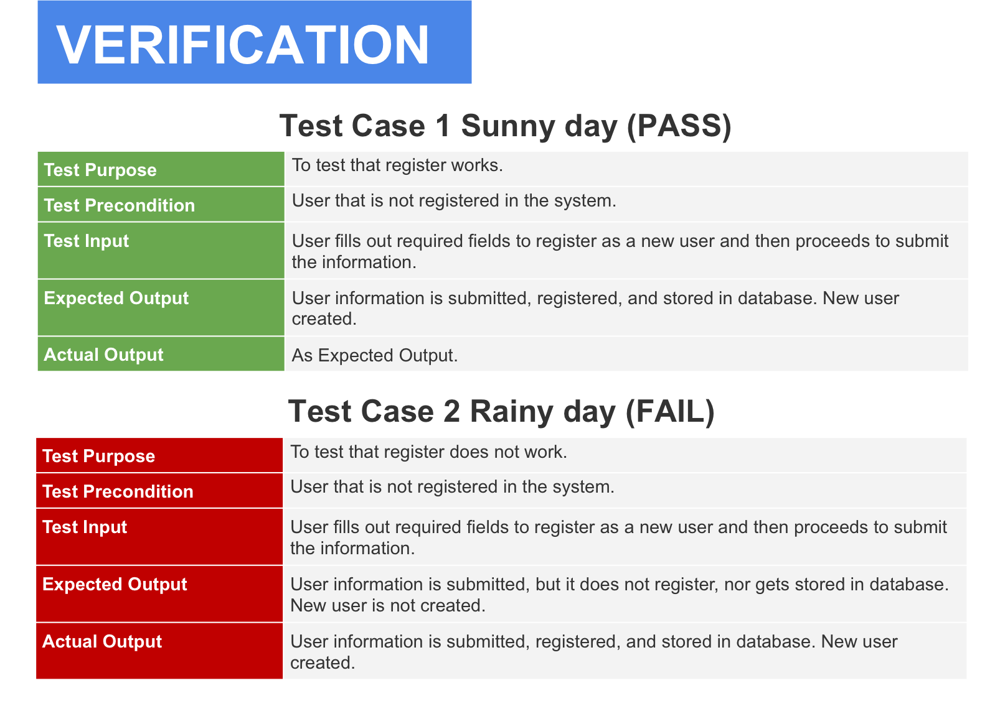 VERIFICATION
Test Case 1 Sunny day (PASS)
Test Purpose
To test that register works.
Test Precondition
User that is not registered in the system.
Test Input
User fills out required fields to register as a new user and then proceeds to submit
the information.
Expected Output
User information is submitted, registered, and stored in database. New user
created.
Actual Output
As Expected Output.
Test Case 2 Rainy day (FAIL)
Test Purpose
To test that register does not work.
Test Precondition
User that is not registered in the system.
Test Input
User fills out required fields to register as a new user and then proceeds to submit
the information.
Expected Output
User information is submitted, but it does not register, nor gets stored in database.
New user is not created.
Actual Output
User information is submitted, registered, and stored in database. New user
created.